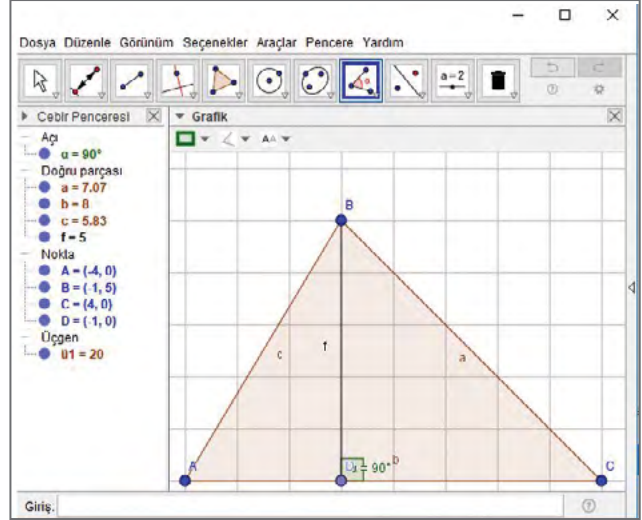 Dosya Düzenle Görünüm Seçenekler Araçlar Pencere Yardım
a=2
Cebir Penceresi
Grafik
AA
Açı
α = 90°
Doğru parçası
a = 7.07
b = 8
c = 5.83
f = 5
Nokta
A = (-4, 0)
B = (-1, 5)
C = (4, 0)
D = (-1, 0)
Üçgen
ü1 = 20
B
c
f
a
A
D
α = 90°
b
C
Giriş: